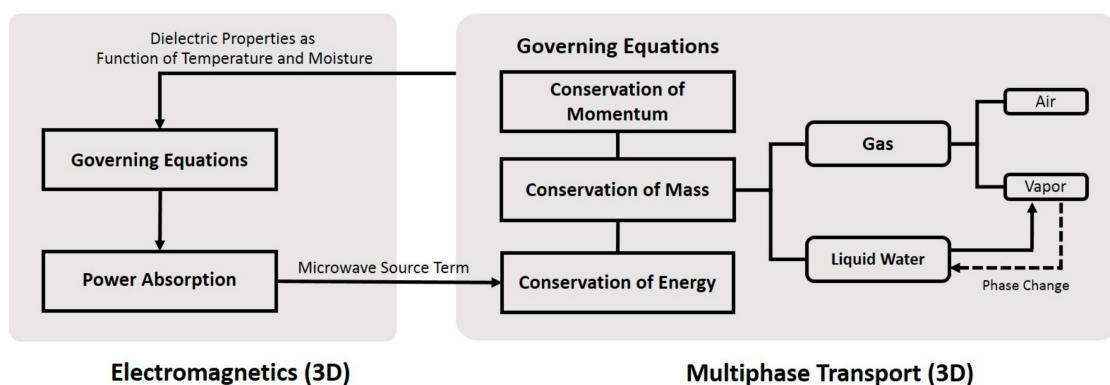 Dielectric Properties as
Function of Temperature and Moisture
Governing Equations
Power Absorption
Microwave Source Term
Electromagnetics (3D)
Governing Equations
Conservation of
Momentum
Conservation of Mass
Conservation of Energy
Gas
Liquid Water
Air
Vapor
Phase Change
Multiphase Transport (3D)